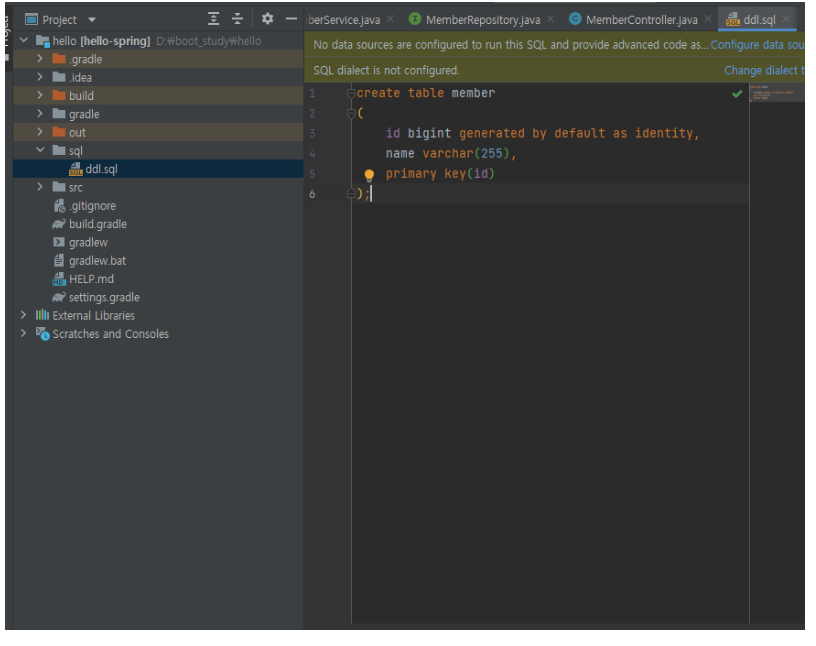 Project
berService.java
MemberRepository.java
MemberController.java
ddl.sql
Project
hello [hello-spring] D:₩boot_study₩hello
.gradle
.idea
build
gradle
out
sql
ddl.sql
src
.gitignore
build.gradle
gradlew
gradlew.bat
HELP.md
settings.gradle
External Libraries
Scratches and Consoles
No data sources are configured to run this SQL and provide advanced code as... Configure data sou
SQL dialect is not configured. Change dialect t
1 create table member
2 (
3 id bigint generated by default as identity,
4 name varchar(255),
5 primary key(id)
6 );